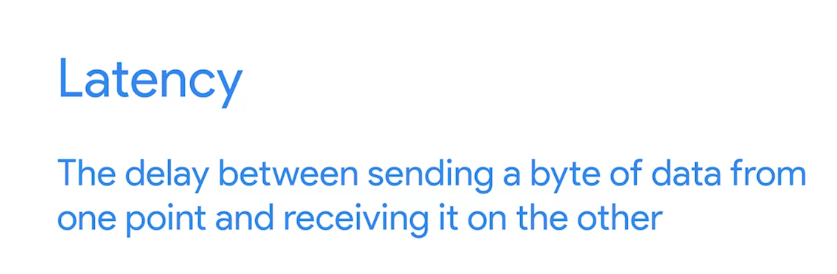 Latency
The delay between sending a byte of data from
one point and receiving it on the other